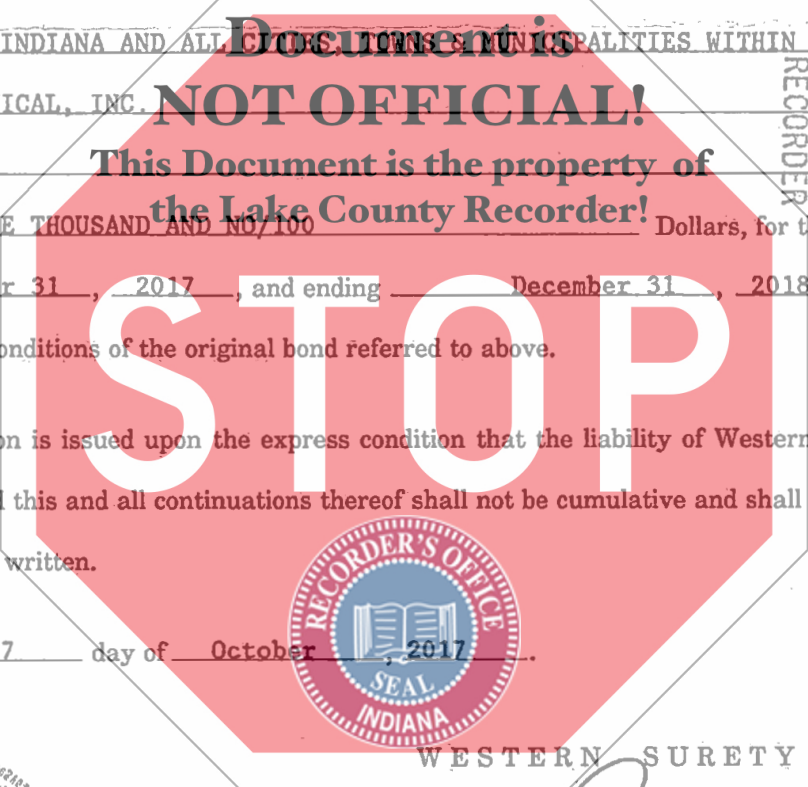 Document is
INDIANA AND ALL CITIES, TOWNS & MUNICIPALITIES WITHIN
RECORDER
ICAL, INC.
NOT OFFICIAL!
This Document is the property of
the Lake County Recorder!
E THOUSAND AND NO/100 Dollars, for t
r 31, 2017, and ending December 31, 2018
STOP
onditions of the original bond referred to above.
on is issued upon the express condition that the liability of Western
d this and all continuations thereof shall not be cumulative and shall
written.
RECORDER'S OFFICE
SEAL
INDIANA
7 day of October, 2017.
WESTERN SURETY